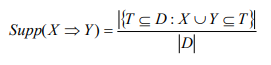 Supp(X ⇒ Y) = |{T ⊆ D : X ∪ Y ⊆ T}| / |D|